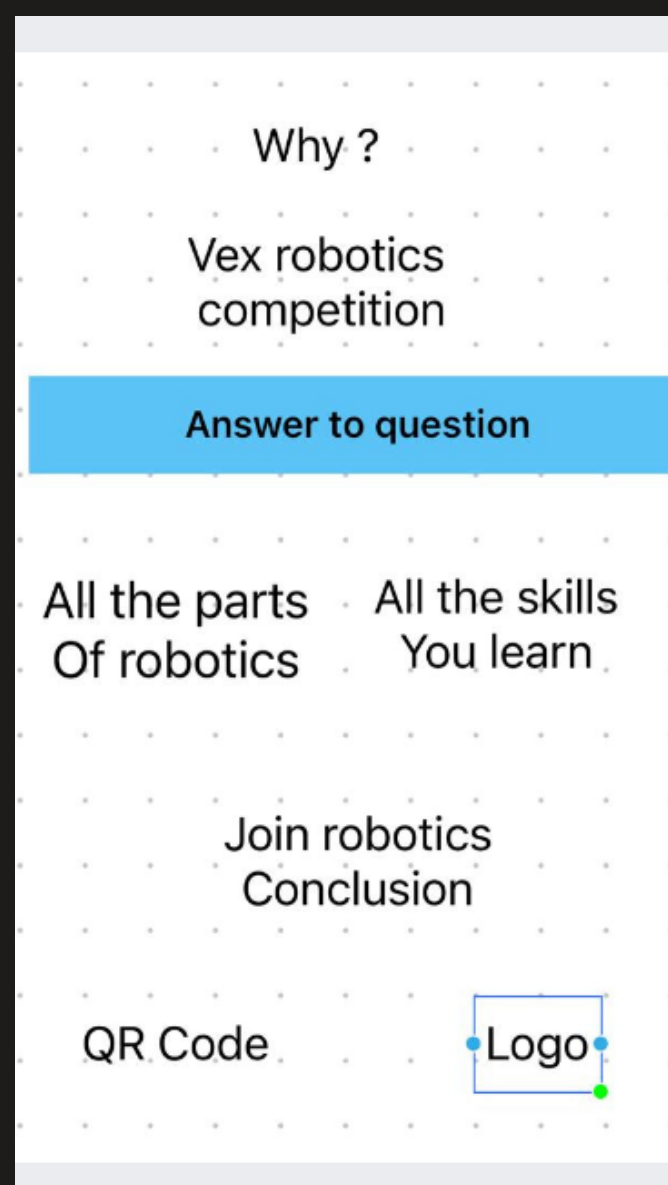 Why ?
Vex robotics
competition
Answer to question
All the parts
Of robotics
All the skills
You learn
Join robotics
Conclusion
QR Code
Logo